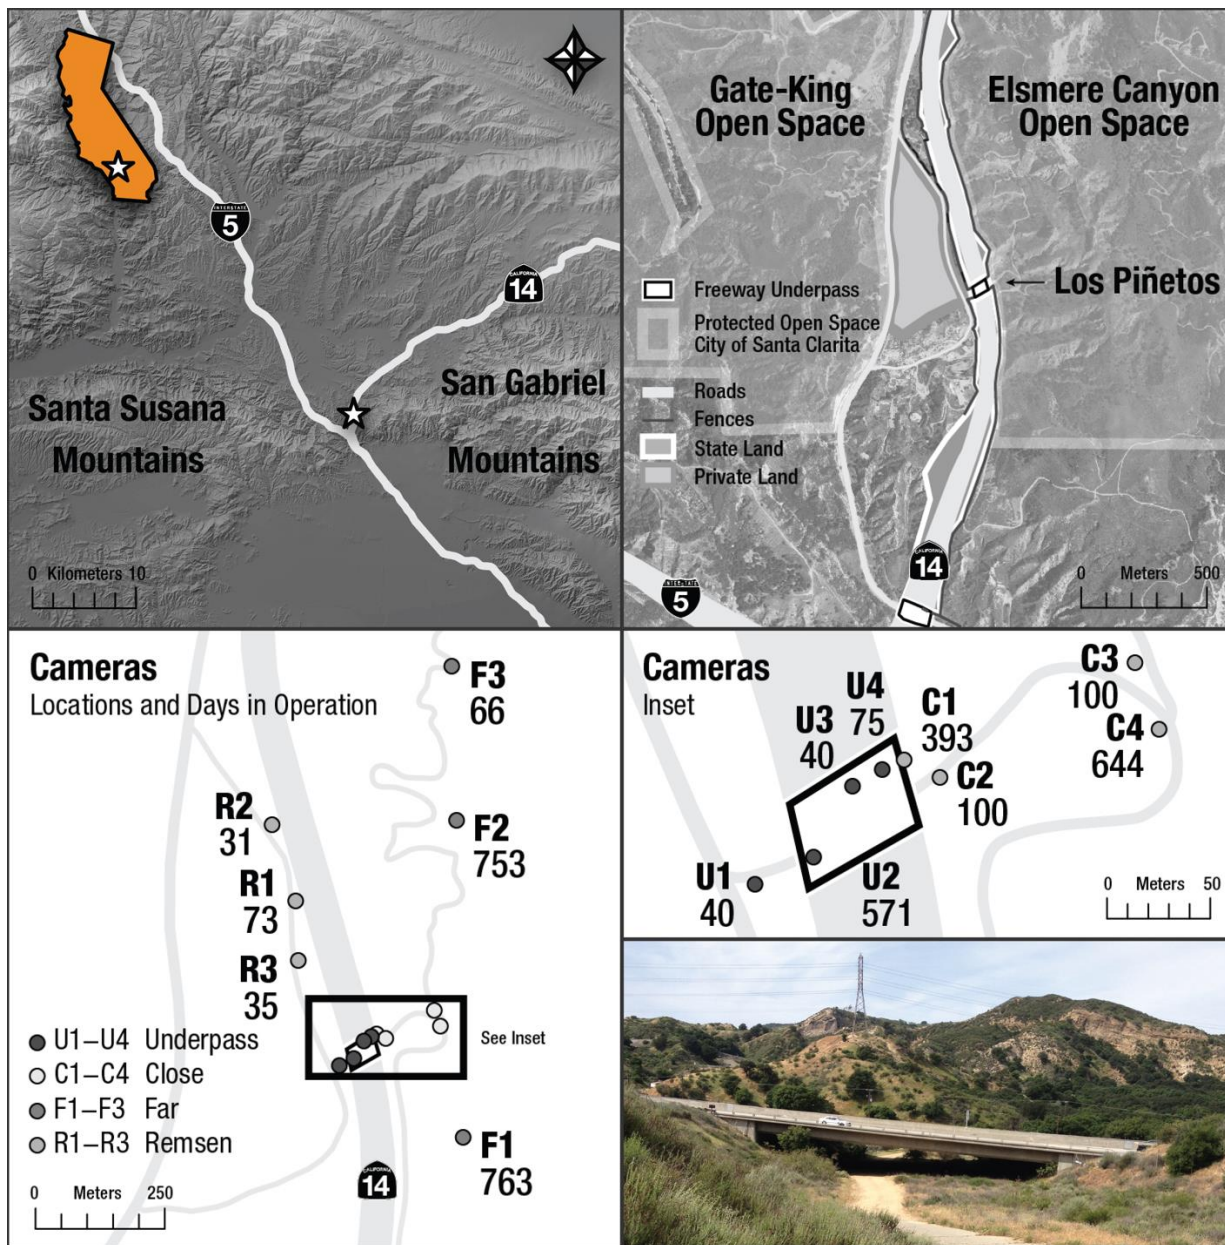 INTERSTATE
5
CALIFORNIA
14
Santa Susana
Mountains
San Gabriel
Mountains
0 Kilometers 10
Gate-King
Open Space
Elsmere Canyon
Open Space
Los Piñetos
Freeway Underpass
Protected Open Space
City of Santa Clarita
Roads
Fences
State Land
Private Land
CALIFORNIA
14
INTERSTATE
5
0 Meters 500
Cameras
Locations and Days in Operation
F3
66
R2
31
F2
753
R1
73
R3
35
See Inset
U1–U4 Underpass
C1–C4 Close
F1–F3 Far
R1–R3 Remsen
F1
763
CALIFORNIA
14
0 Meters 250
Cameras
Inset
C3
100
U4
75
C1
393
U3
40
C4
644
C2
100
U1
40
U2
571
0 Meters 50